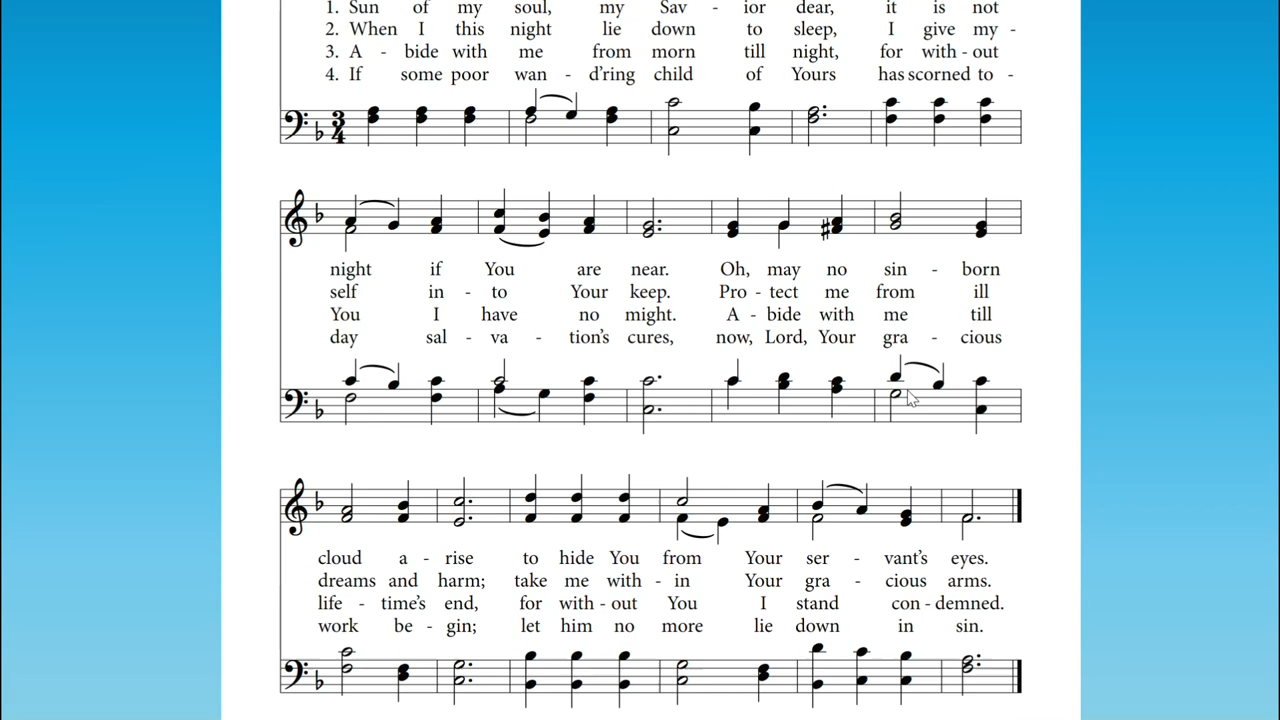 1. Sun of my soul, my Sav - ior dear, it is not
2. When I this night lie down to sleep, I give my -
3. A - bide with me from morn till night, for with - out
4. If some poor wan - d'ring child of Yours has scorned to -
3
4
night if You are near. Oh, may no sin - born
self in - to Your keep. Pro - tect me from ill
You I have no might. A - bide with me till
day sal - va - tion's cures, now, Lord, Your gra - cious
cloud a - rise to hide You from Your ser - vant's eyes.
dreams and harm; take me with - in Your gra - cious arms.
life - time's end, for with - out You I stand con - demned.
work be - gin; let him no more lie down in sin.